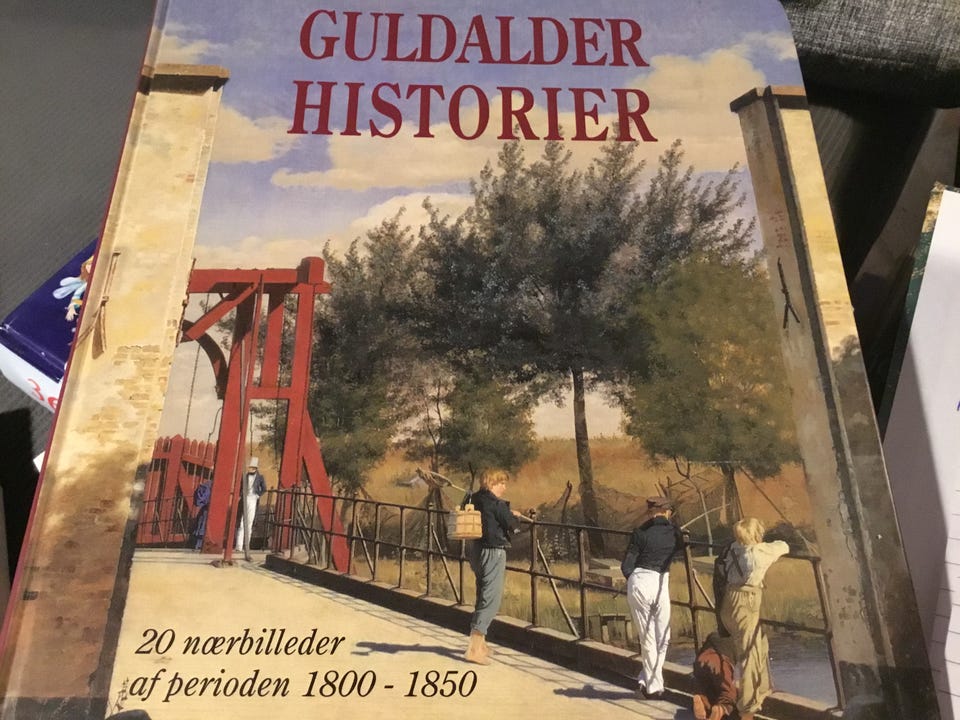 GULDALDER
HISTORIER
20 nærbilleder
af perioden 1800 - 1850